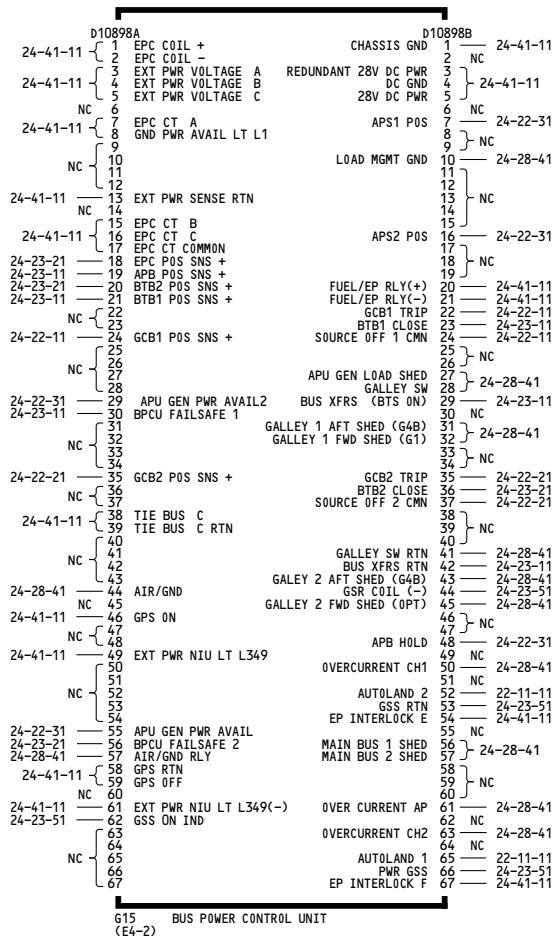 D10898A D10898B
24-41-11 1 EPC COIL + CHASSIS GND 1 24-41-11
2 EPC COIL - 2 NC
3 EXT PWR VOLTAGE A REDUNDANT 28V DC PWR 3
24-41-11 4 EXT PWR VOLTAGE B DC GND 4 24-41-11
5 EXT PWR VOLTAGE C 28V DC PWR 5
NC 6 6 NC
24-41-11 7 EPC CT A APS1 POS 7 24-22-31
8 GND PWR AVAIL LT L1 8 NC
9 9
NC 10 LOAD MGMT GND 10 24-28-41
11 11
12 12
24-41-11 13 EXT PWR SENSE RTN 13 NC
NC 14 14
15 EPC CT B 15
24-41-11 16 EPC CT C APS2 POS 16 24-22-31
17 EPC CT COMMON 17
24-23-21 18 EPC POS SNS + 18 NC
24-23-11 19 APB POS SNS + 19
24-23-21 20 BTB2 POS SNS + FUEL/EP RLY(+) 20 24-41-11
24-23-11 21 BTB1 POS SNS + FUEL/EP RLY(-) 21 24-41-11
NC 22 GCB1 TRIP 22 24-22-11
23 BTB1 CLOSE 23 24-23-11
24-22-11 24 GCB1 POS SNS + SOURCE OFF 1 CMN 24 24-22-11
25 25 NC
NC 26 26
27 APU GEN LOAD SHED 27 24-28-41
28 GALLEY SW 28
24-22-31 29 APU GEN PWR AVAIL2 BUS XFRS (BTS ON) 29 24-23-11
24-23-11 30 BPCU FAILSAFE 1 30 NC
31 GALLEY 1 AFT SHED (G4B) 31 24-28-41
NC 32 GALLEY 1 FWD SHED (G1) 32
33 33 NC
34 34
24-22-21 35 GCB2 POS SNS + GCB2 TRIP 35 24-22-21
NC 36 BTB2 CLOSE 36 24-23-21
37 SOURCE OFF 2 CMN 37 24-22-21
24-41-11 38 TIE BUS C 38
39 TIE BUS C RTN 39 NC
40 40
NC 41 GALLEY SW RTN 41 24-28-41
42 BUS XFRS RTN 42 24-23-11
43 GALEY 2 AFT SHED (G4B) 43 24-28-41
24-28-41 44 AIR/GND GSR COIL (-) 44 24-23-51
NC 45 GALLEY 2 FWD SHED (OPT) 45 24-28-41
24-41-11 46 GPS ON 46 NC
NC 47 47
48 APB HOLD 48 24-22-31
24-41-11 49 EXT PWR NIU LT L349 49 NC
50 OVERCURRENT CH1 50 24-28-41
51 51 NC
NC 52 AUTOLAND 2 52 22-11-11
53 GSS RTN 53 24-23-51
54 EP INTERLOCK E 54 24-41-11
24-22-31 55 APU GEN PWR AVAIL 55 NC
24-23-21 56 BPCU FAILSAFE 2 MAIN BUS 1 SHED 56 24-28-41
24-28-41 57 AIR/GND RLY MAIN BUS 2 SHED 57
24-41-11 58 GPS RTN 58
59 GPS OFF 59 NC
NC 60 60
24-41-11 61 EXT PWR NIU LT L349(-) OVER CURRENT AP 61 24-28-41
24-23-51 62 GSS ON IND 62 NC
63 OVERCURRENT CH2 63 24-28-41
64 64 NC
NC 65 AUTOLAND 1 65 22-11-11
66 PWR GSS 66 24-23-51
67 EP INTERLOCK F 67 24-41-11
G15 BUS POWER CONTROL UNIT
(E4-2)